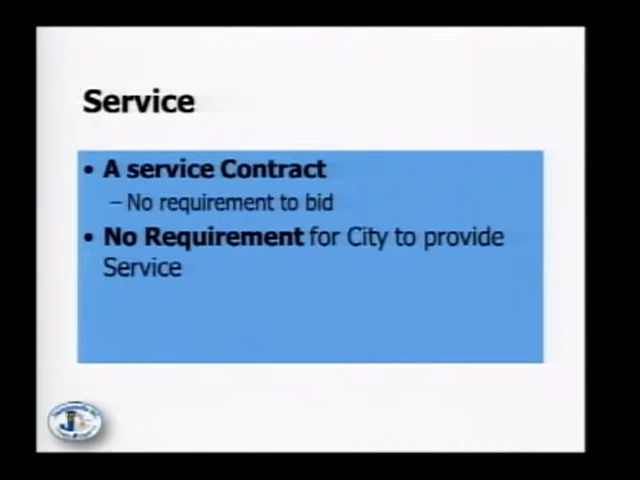 Service
• A service Contract
– No requirement to bid
• No Requirement for City to provide
Service